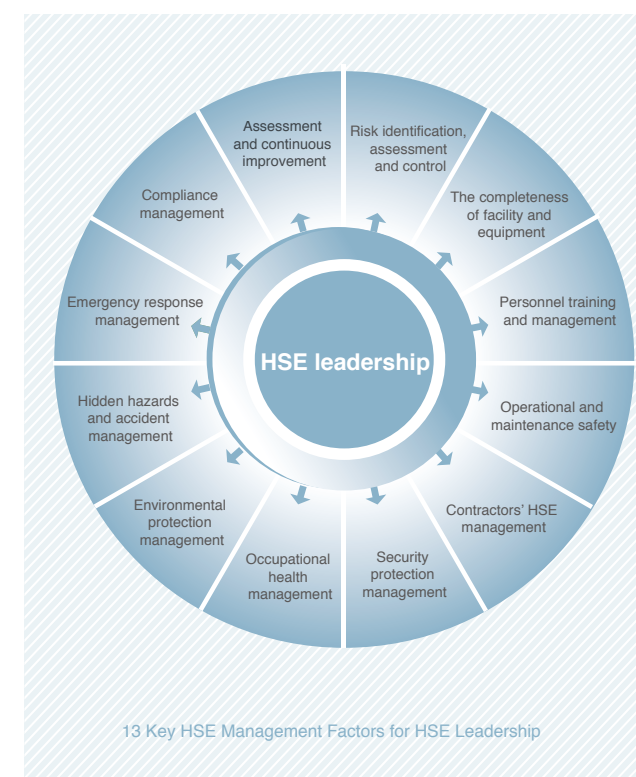 Assessment
and continuous
improvement
Risk identification,
assessment
and control
The completeness
of facility and
equipment
Personnel training
and management
Operational and
maintenance safety
Contractors' HSE
management
Security
protection
management
Occupational
health
management
Environmental
protection
management
Hidden hazards
and accident
management
Emergency response
management
Compliance
management
HSE leadership
13 Key HSE Management Factors for HSE Leadership